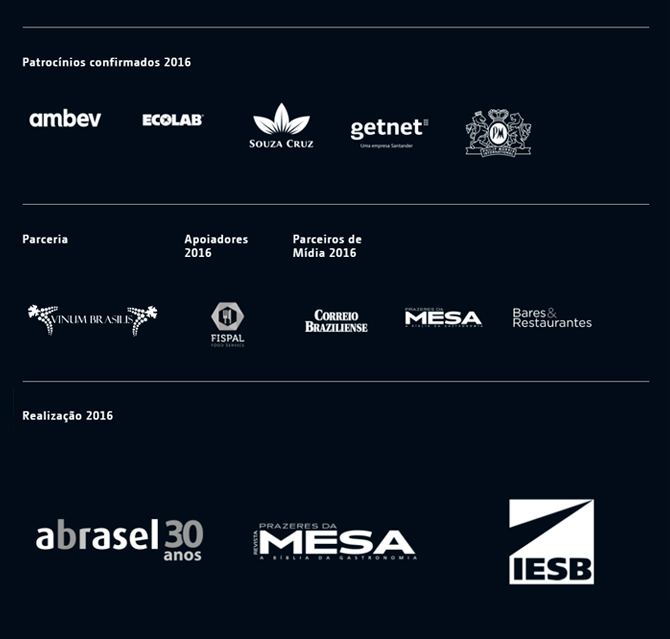 Patrocínios confirmados 2016
ambev
ECOLAB
SOUZA CRUZ
getnet
Uma empresa Santander
PM
Parceria
Apoiadores
2016
Parceiros de
Mídia 2016
VINUM BRASILIS
FISPAL
FOOD SERVICE
CORREIO
BRAZILIENSE
PRAZERES DA
MESA
A BÍBLIA DA GASTRONOMIA
Bares&
Restaurantes
Realização 2016
abrasel 30
anos
REVISTA
PRAZERES DA
MESA
A BÍBLIA DA GASTRONOMIA
IESB